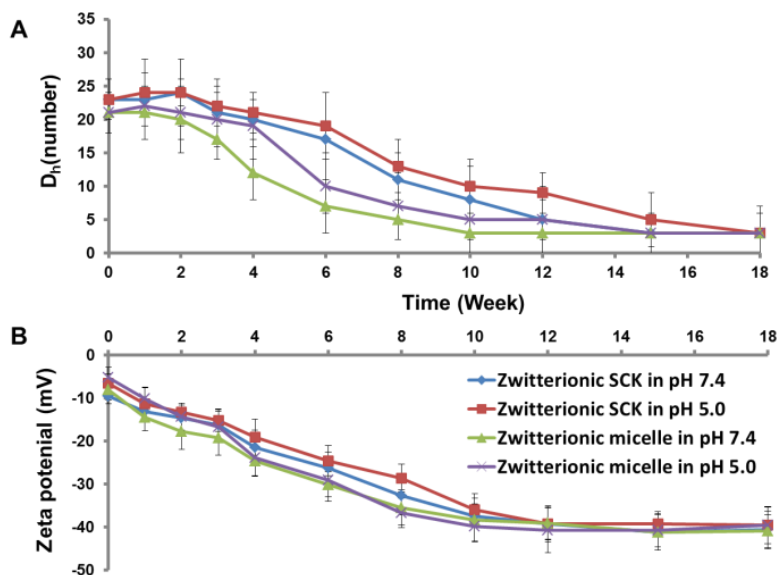 A
35
30
25
20
15
10
5
0
Dh(number)
0 2 4 6 8 10 12 14 16 18
Time (Week)
B
0 2 4 6 8 10 12 14 16 18
0
-10
-20
-30
-40
-50
Zeta potenial (mV)
Zwitterionic SCK in pH 7.4
Zwitterionic SCK in pH 5.0
Zwitterionic micelle in pH 7.4
Zwitterionic micelle in pH 5.0